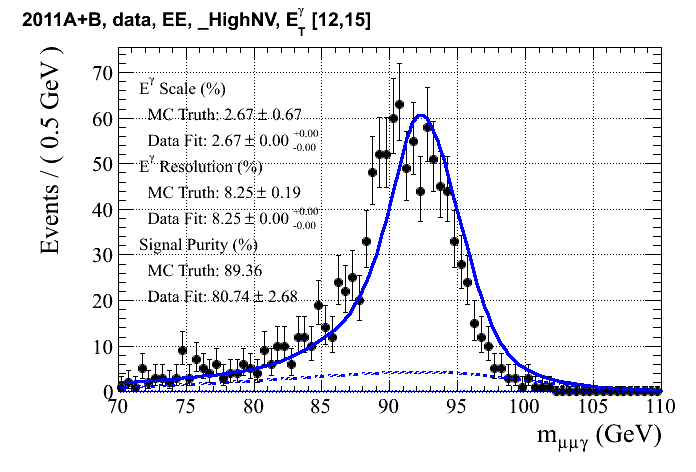 2011A+B, data, EE, _HighNV, E_T^γ [12,15]
Events / ( 0.5 GeV )
70
60
50
40
30
20
10
0
E^γ Scale (%)
MC Truth: 2.67 ± 0.67
Data Fit: 2.67 ± 0.00 +0.00 -0.00
E^γ Resolution (%)
MC Truth: 8.25 ± 0.19
Data Fit: 8.25 ± 0.00 +0.00 -0.00
Signal Purity (%)
MC Truth: 89.36
Data Fit: 80.74 ± 2.68
70 75 80 85 90 95 100 105 110
m_μμγ (GeV)